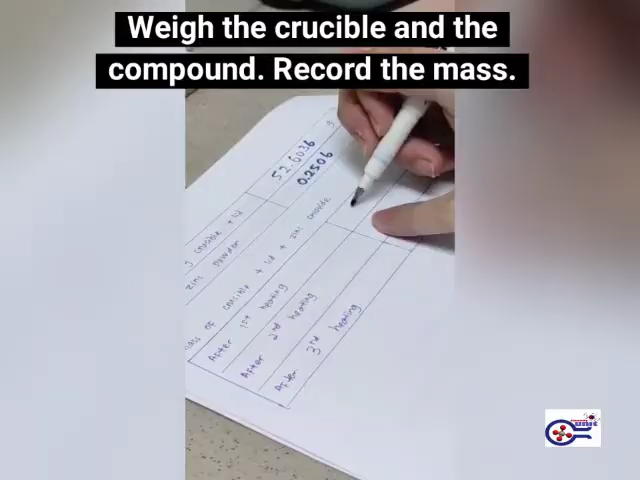 Weigh the crucible and the
compound. Record the mass.
g
crucible + lid 52.6036
zinc powder 0.2506
mass of crucible + lid + zinc chloride
After 1st heating
After 2nd heating
After 3rd heating